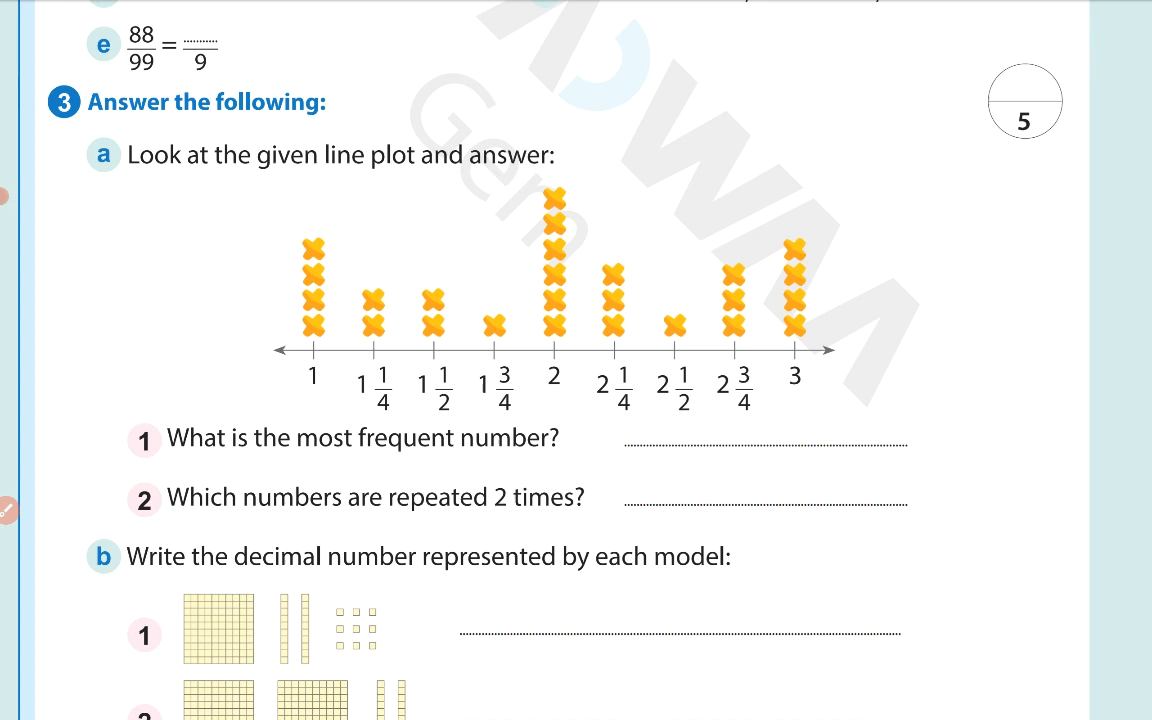 e 88/99 = ........../9
3 Answer the following:
5
a Look at the given line plot and answer:
1 1 1/4 1 1/2 1 3/4 2 2 1/4 2 1/2 2 3/4 3
1 What is the most frequent number? ..........
2 Which numbers are repeated 2 times? ..........
b Write the decimal number represented by each model:
1 ..........
Gem